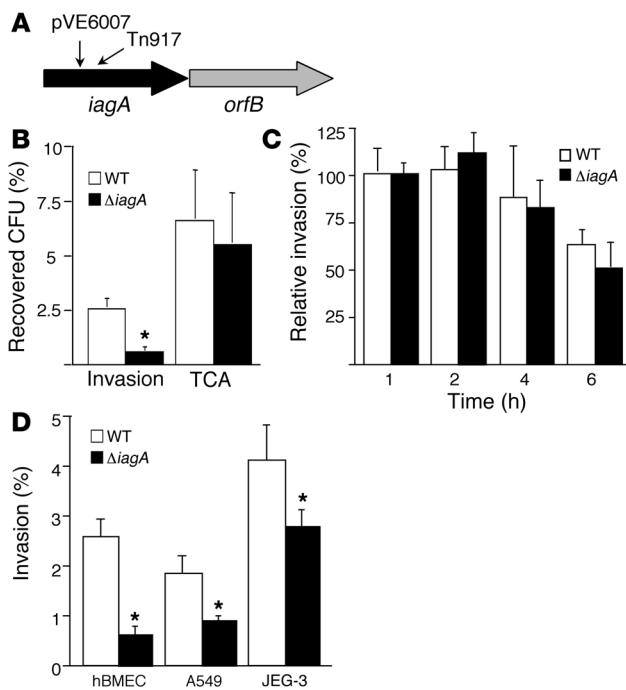 A
pVE6007
Tn917
iagA
orfB
B
Recovered CFU (%)
10
7.5
5
2.5
WT
ΔiagA
*
Invasion
TCA
C
Relative invasion (%)
125
100
75
50
25
WT
ΔiagA
1
2
4
6
Time (h)
D
Invasion (%)
5
4
3
2
1
0
WT
ΔiagA
*
*
*
hBMEC
A549
JEG-3